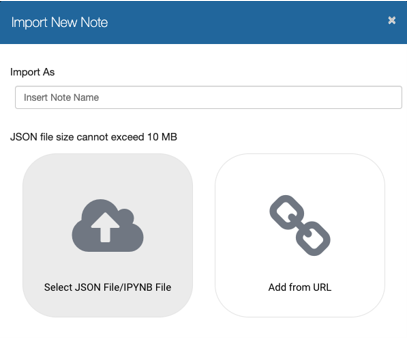 Import New Note
Import As
Insert Note Name
JSON file size cannot exceed 10 MB
Select JSON File/IPYNB File
Add from URL